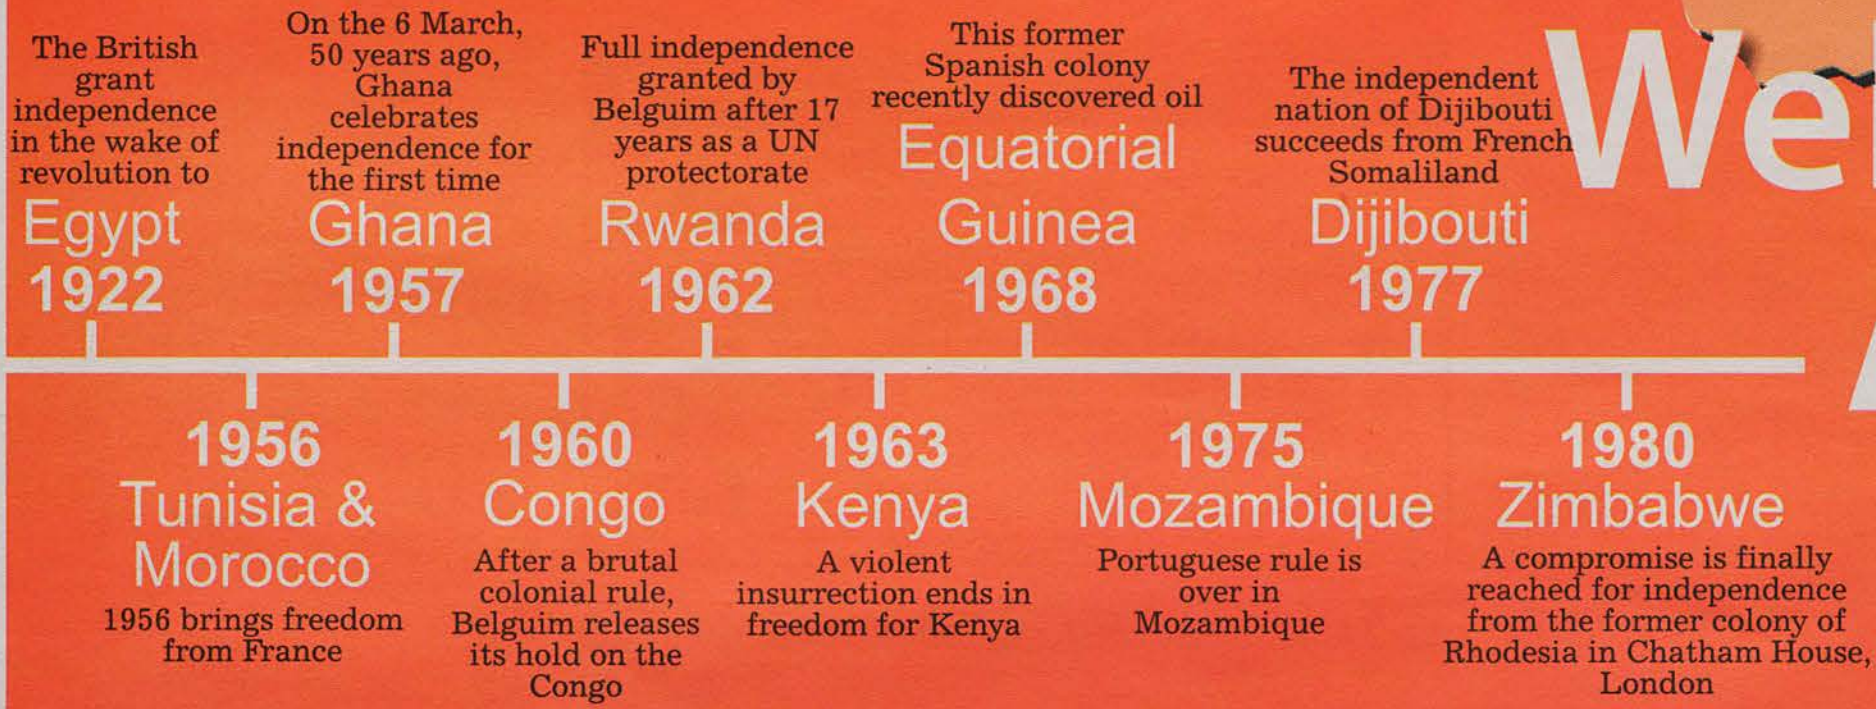 The British
grant
independence
in the wake of
revolution to
Egypt
1922
On the 6 March,
50 years ago,
Ghana
celebrates
independence for
the first time
Ghana
1957
Full independence
granted by
Belguim after 17
years as a UN
protectorate
Rwanda
1962
This former
Spanish colony
recently discovered oil
Equatorial
Guinea
1968
The independent
nation of Dijibouti
succeeds from French
Somaliland
Dijibouti
1977
We
1956
Tunisia &
Morocco
1956 brings freedom
from France
1960
Congo
After a brutal
colonial rule,
Belguim releases
its hold on the
Congo
1963
Kenya
A violent
insurrection ends in
freedom for Kenya
1975
Mozambique
Portuguese rule is
over in
Mozambique
1980
Zimbabwe
A compromise is finally
reached for independence
from the former colony of
Rhodesia in Chatham House,
London